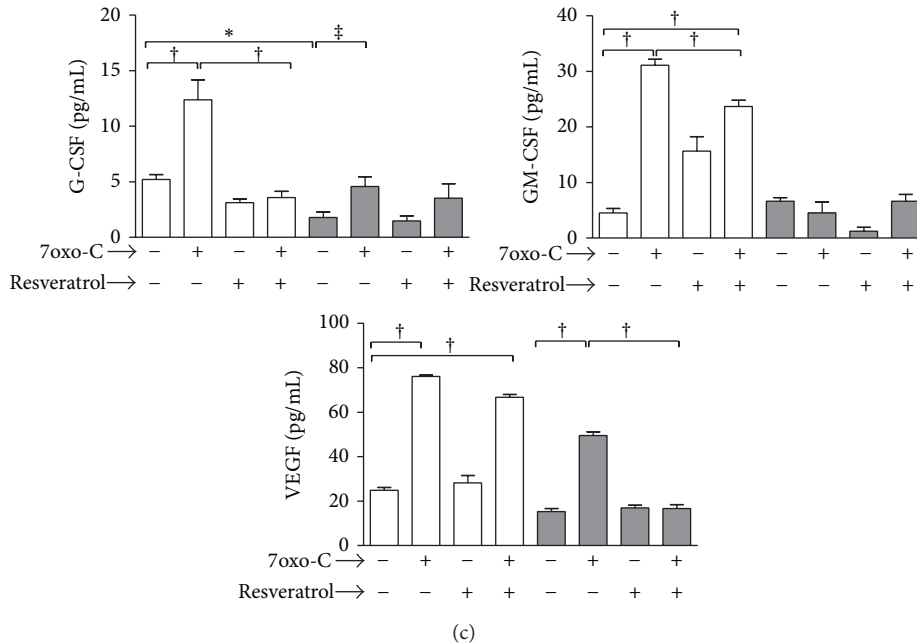 20
15
10
5
0
G-CSF (pg/mL)
* ‡
† †
7oxo-C → − + − + − + − +
Resveratrol → − − + + − − + +
40
30
20
10
0
GM-CSF (pg/mL)
†
† †
7oxo-C → − + − + − + − +
Resveratrol → − − + + − − + +
100
80
60
40
20
0
VEGF (pg/mL)
† † †
†
7oxo-C → − + − + − + − +
Resveratrol → − − + + − − + +
(c)